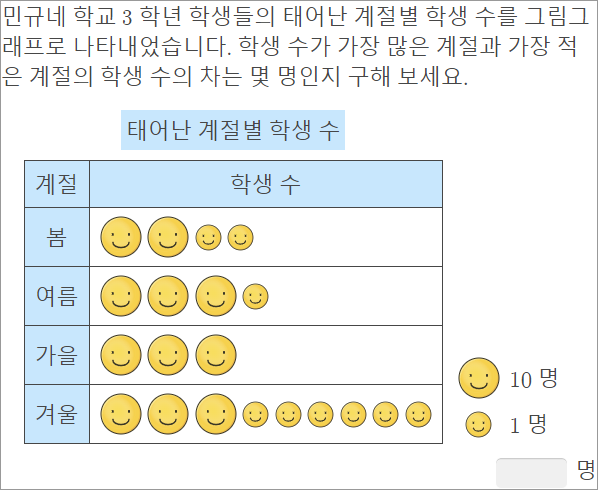 민규네 학교 3 학년 학생들의 태어난 계절별 학생 수를 그림그
래프로 나타내었습니다. 학생 수가 가장 많은 계절과 가장 적
은 계절의 학생 수의 차는 몇 명인지 구해 보세요.
태어난 계절별 학생 수
계절 학생 수
봄
여름
가을
겨울
10 명
1 명
명